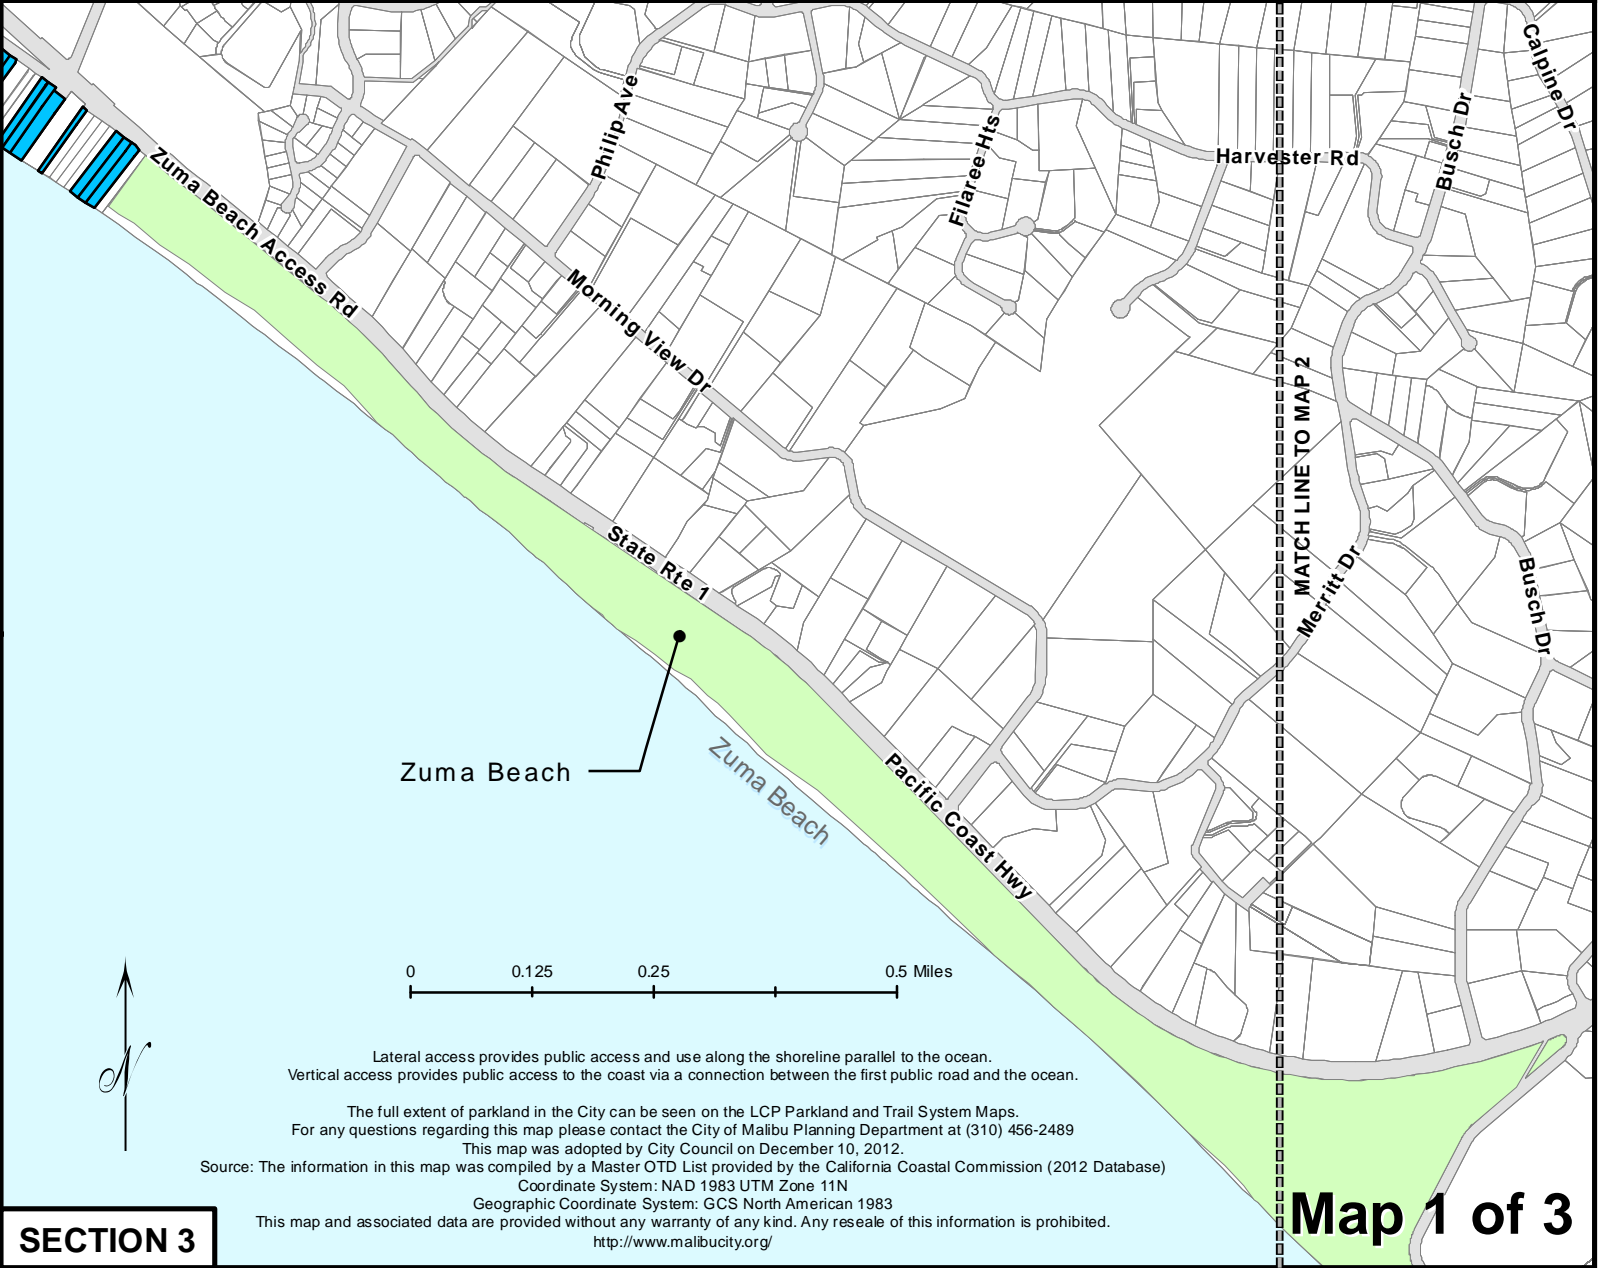 Calpine Dr
Philip Ave
Busch Dr
Filaree Hts
Harvester Rd
Zuma Beach Access Rd
Morning View Dr
MATCH LINE TO MAP 2
State Rte 1
Merritt Dr
Busch Dr
Zuma Beach
Zuma Beach
Pacific Coast Hwy
0 0.125 0.25 0.5 Miles
N
Lateral access provides public access and use along the shoreline parallel to the ocean.
Vertical access provides public access to the coast via a connection between the first public road and the ocean.
The full extent of parkland in the City can be seen on the LCP Parkland and Trail System Maps.
For any questions regarding this map please contact the City of Malibu Planning Department at (310) 456-2489
This map was adopted by City Council on December 10, 2012.
Source: The information in this map was compiled by a Master OTD List provided by the California Coastal Commission (2012 Database)
Coordinate System: NAD 1983 UTM Zone 11N
Geographic Coordinate System: GCS North American 1983
This map and associated data are provided without any warranty of any kind. Any reseale of this information is prohibited.
http://www.malibucity.org/
SECTION 3
Map 1 of 3